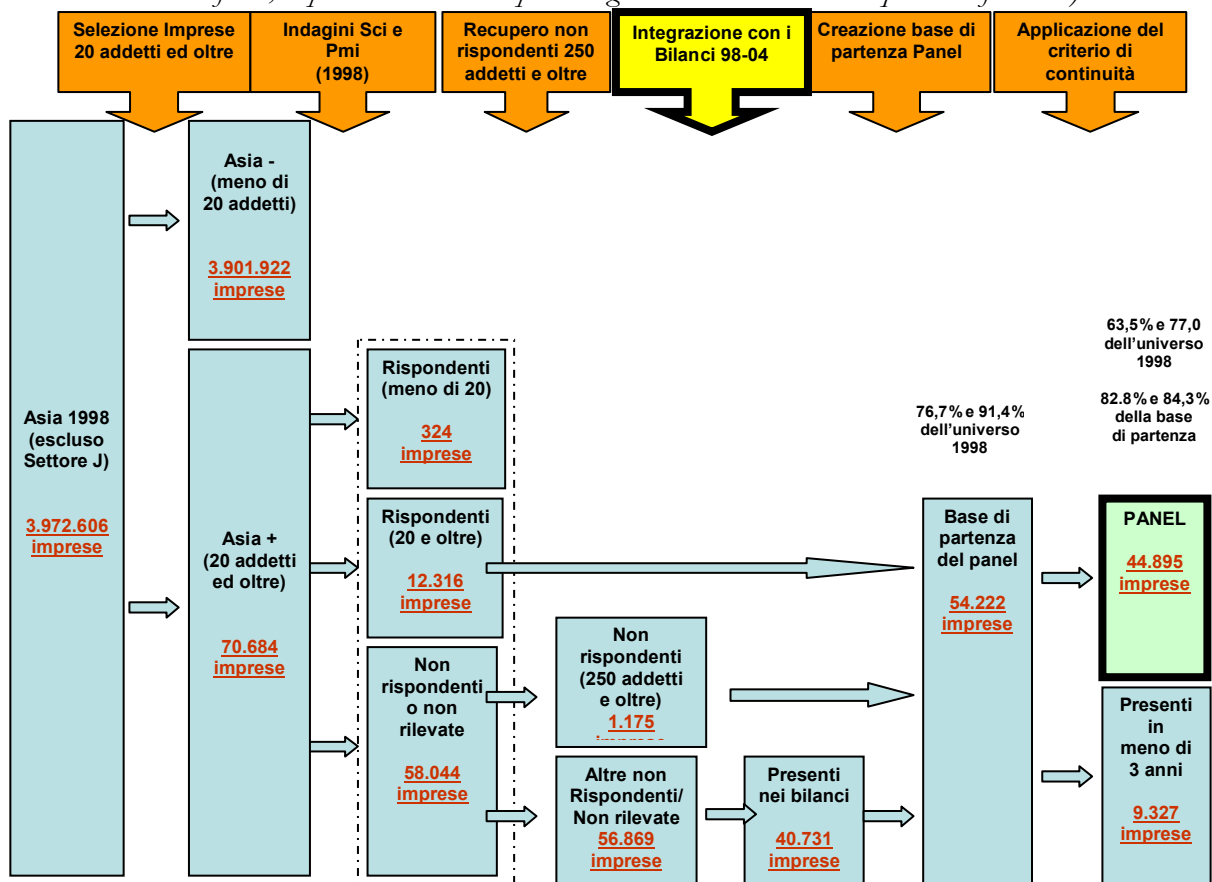 Selezione Imprese
20 addetti ed oltre
Indagini Sci e
Pmi
(1998)
Recupero non
rispondenti 250
addetti e oltre
Integrazione con i
Bilanci 98-04
Creazione base di
partenza Panel
Applicazione del
criterio di
continuità
Asia 1998
(escluso
Settore J)
3.972.606
imprese
Asia -
(meno di
20 addetti)
3.901.922
imprese
Asia +
(20 addetti
ed oltre)
70.684
imprese
Rispondenti
(meno di 20)
324
imprese
Rispondenti
(20 e oltre)
12.316
imprese
Non
rispondenti
o non
rilevate
58.044
imprese
Non
rispondenti
(250 addetti
e oltre)
1.175
Altre non
Rispondenti/
Non rilevate
56.869
imprese
Presenti
nei bilanci
40.731
imprese
76,7% e 91,4%
dell'universo
1998
Base di
partenza
del panel
54.222
imprese
63,5% e 77,0
dell'universo
1998
82.8% e 84,3%
della base
di partenza
PANEL
44.895
imprese
Presenti
in
meno di
3 anni
9.327
imprese